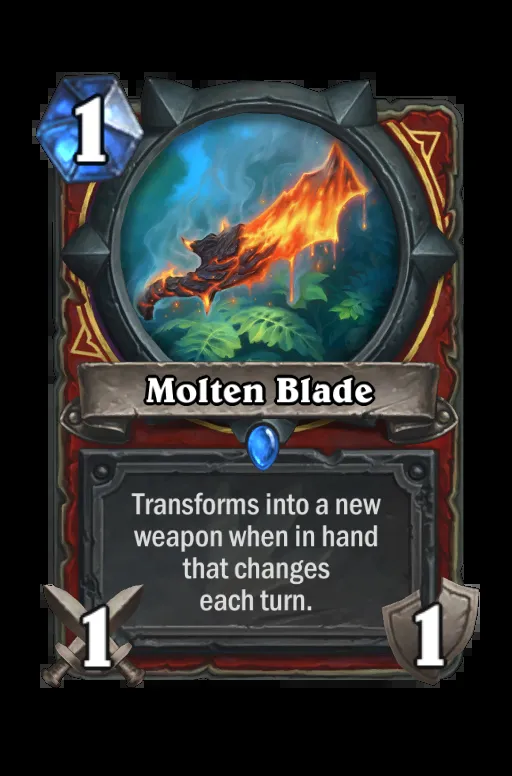 1
Molten Blade
Transforms into a new
weapon when in hand
that changes
each turn.
1
1